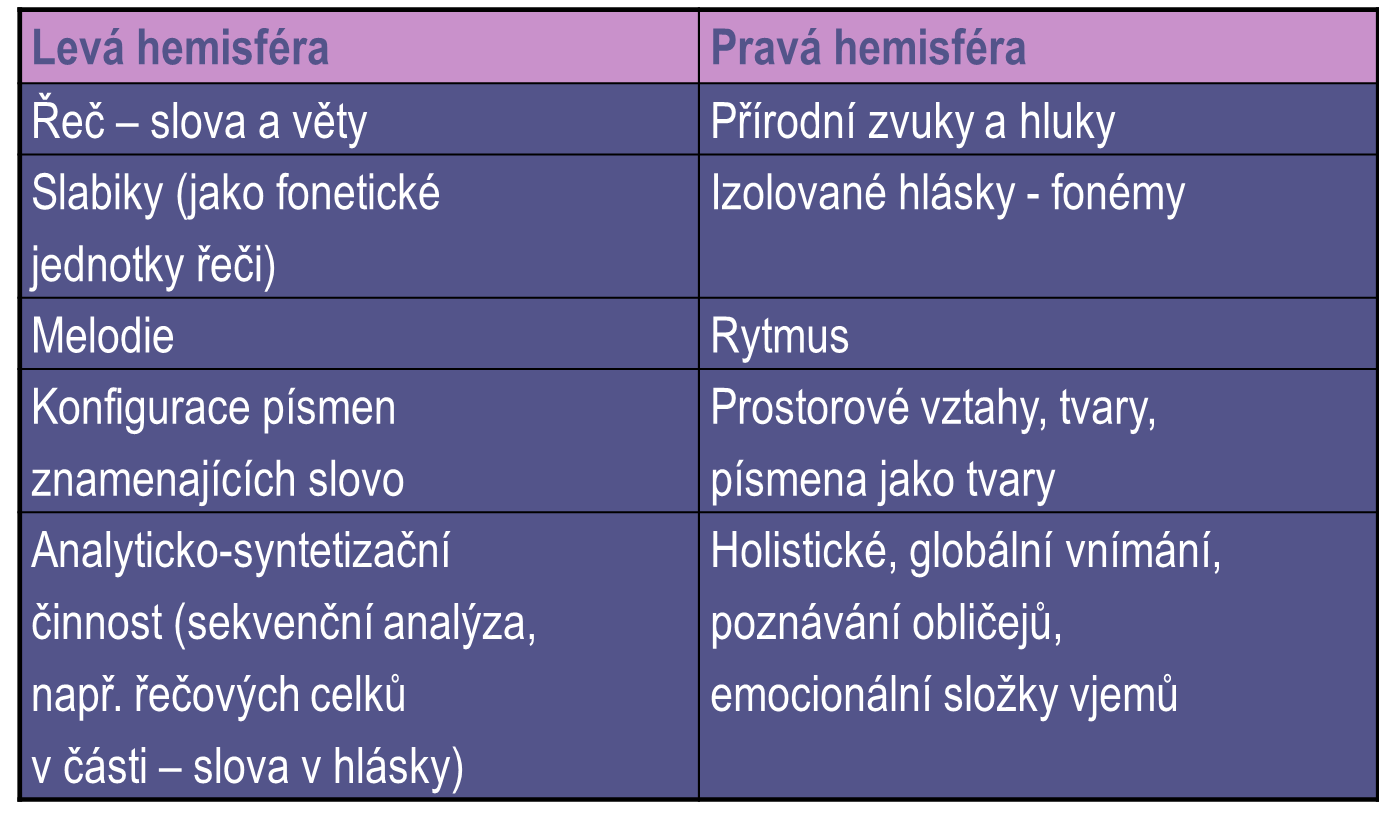 Levá hemisféra
Pravá hemisféra
Řeč – slova a věty
Přírodní zvuky a hluky
Slabiky (jako fonetické
jednotky řeči)
Izolované hlásky - fonémy
Melodie
Rytmus
Konfigurace písmen
znamenajících slovo
Prostorové vztahy, tvary,
písmena jako tvary
Analyticko-syntetizační
činnost (sekvenční analýza,
např. řečových celků
v části – slova v hlásky)
Holistické, globální vnímání,
poznávání obličejů,
emocionální složky vjemů